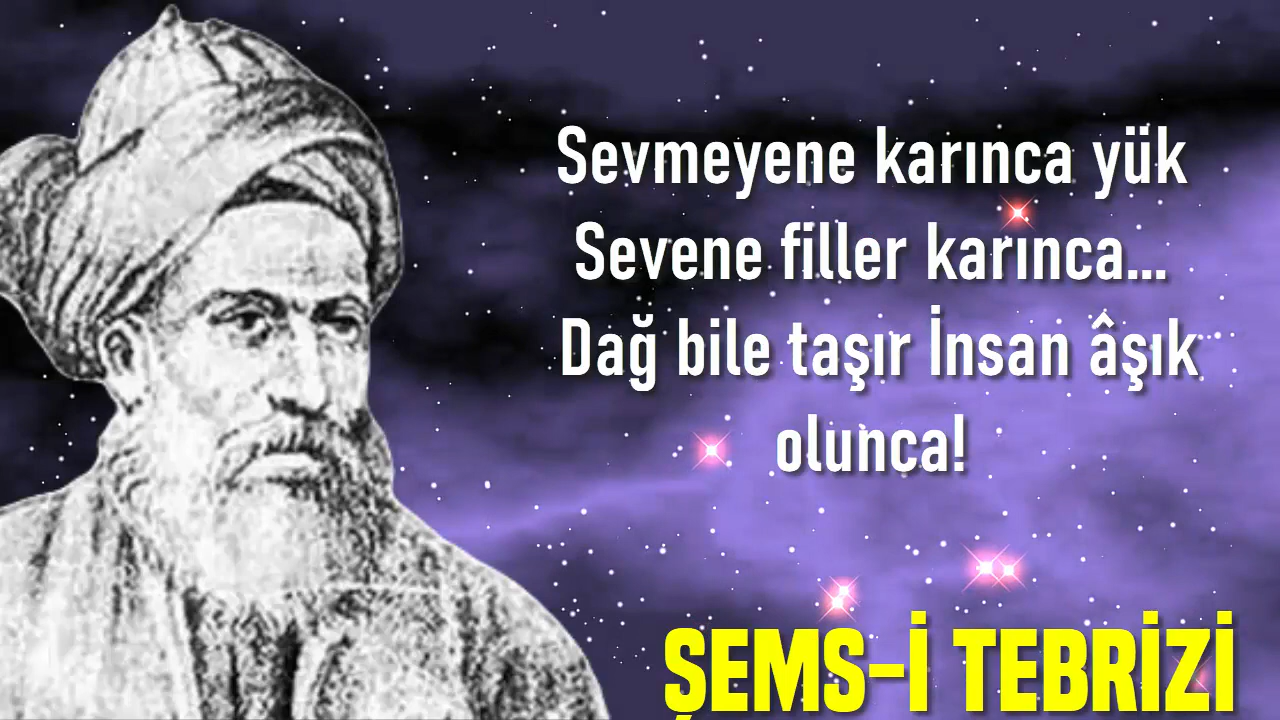 Sevmeyene karınca yük
Sevene filler karınca...
Dağ bile taşır İnsan âşık
olunca!
ŞEMS-İ TEBRİZİ